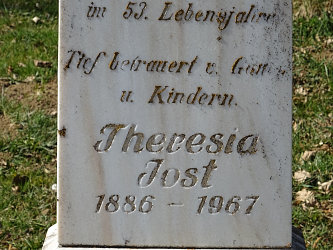 im 53. Lebensjahre
Tief betrauert v. Gatten
u. Kindern.
Theresia
Jost
1886 - 1967